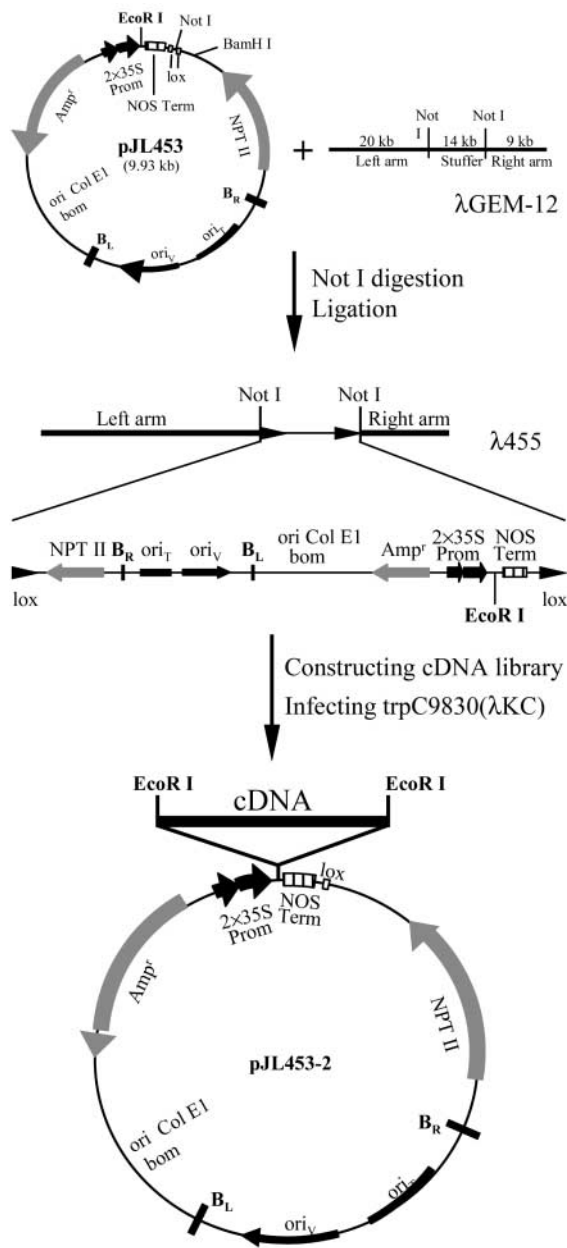 EcoR I
Not I
BamH I
lox
2×35S
Prom
NOS Term
Ampʳ
pJL453
(9.93 kb)
NPT II
ori Col E1
bom
B_R
B_L
ori_V
ori_T
+
Not
I
Not I
20 kb
14 kb
9 kb
Left arm
Stuffer
Right arm
λGEM-12
Not I digestion
Ligation
Not I
Not I
Left arm
Right arm
λ455
NPT II
B_R
ori_T
ori_V
B_L
ori Col E1
bom
Ampʳ
2×35S
Prom
NOS
Term
lox
lox
EcoR I
Constructing cDNA library
Infecting trpC9830(λKC)
EcoR I
EcoR I
cDNA
lox
2×35S
Prom
NOS
Term
Ampʳ
NPT II
pJL453-2
ori Col E1
bom
B_R
B_L
ori_V
ori_T